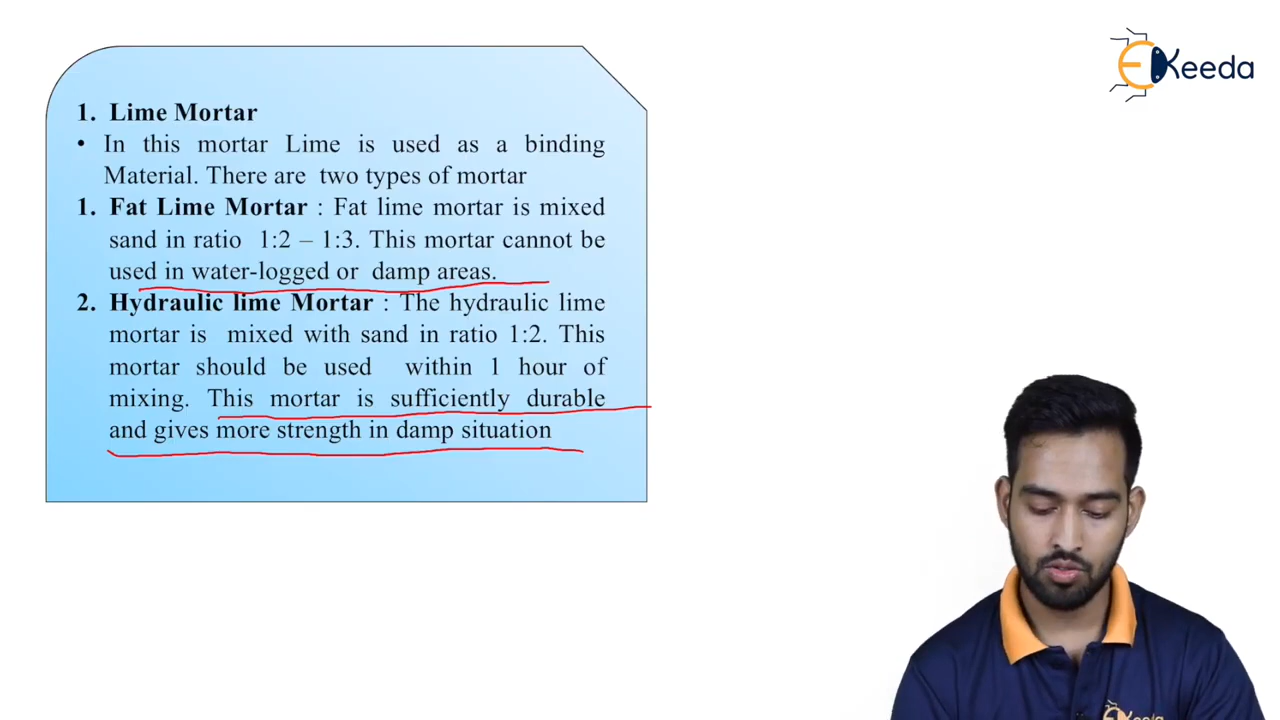 EKeeda
1. Lime Mortar
• In this mortar Lime is used as a binding
Material. There are two types of mortar
1. Fat Lime Mortar : Fat lime mortar is mixed
sand in ratio 1:2 – 1:3. This mortar cannot be
used in water-logged or damp areas.
2. Hydraulic lime Mortar : The hydraulic lime
mortar is mixed with sand in ratio 1:2. This
mortar should be used within 1 hour of
mixing. This mortar is sufficiently durable
and gives more strength in damp situation
EKeeda